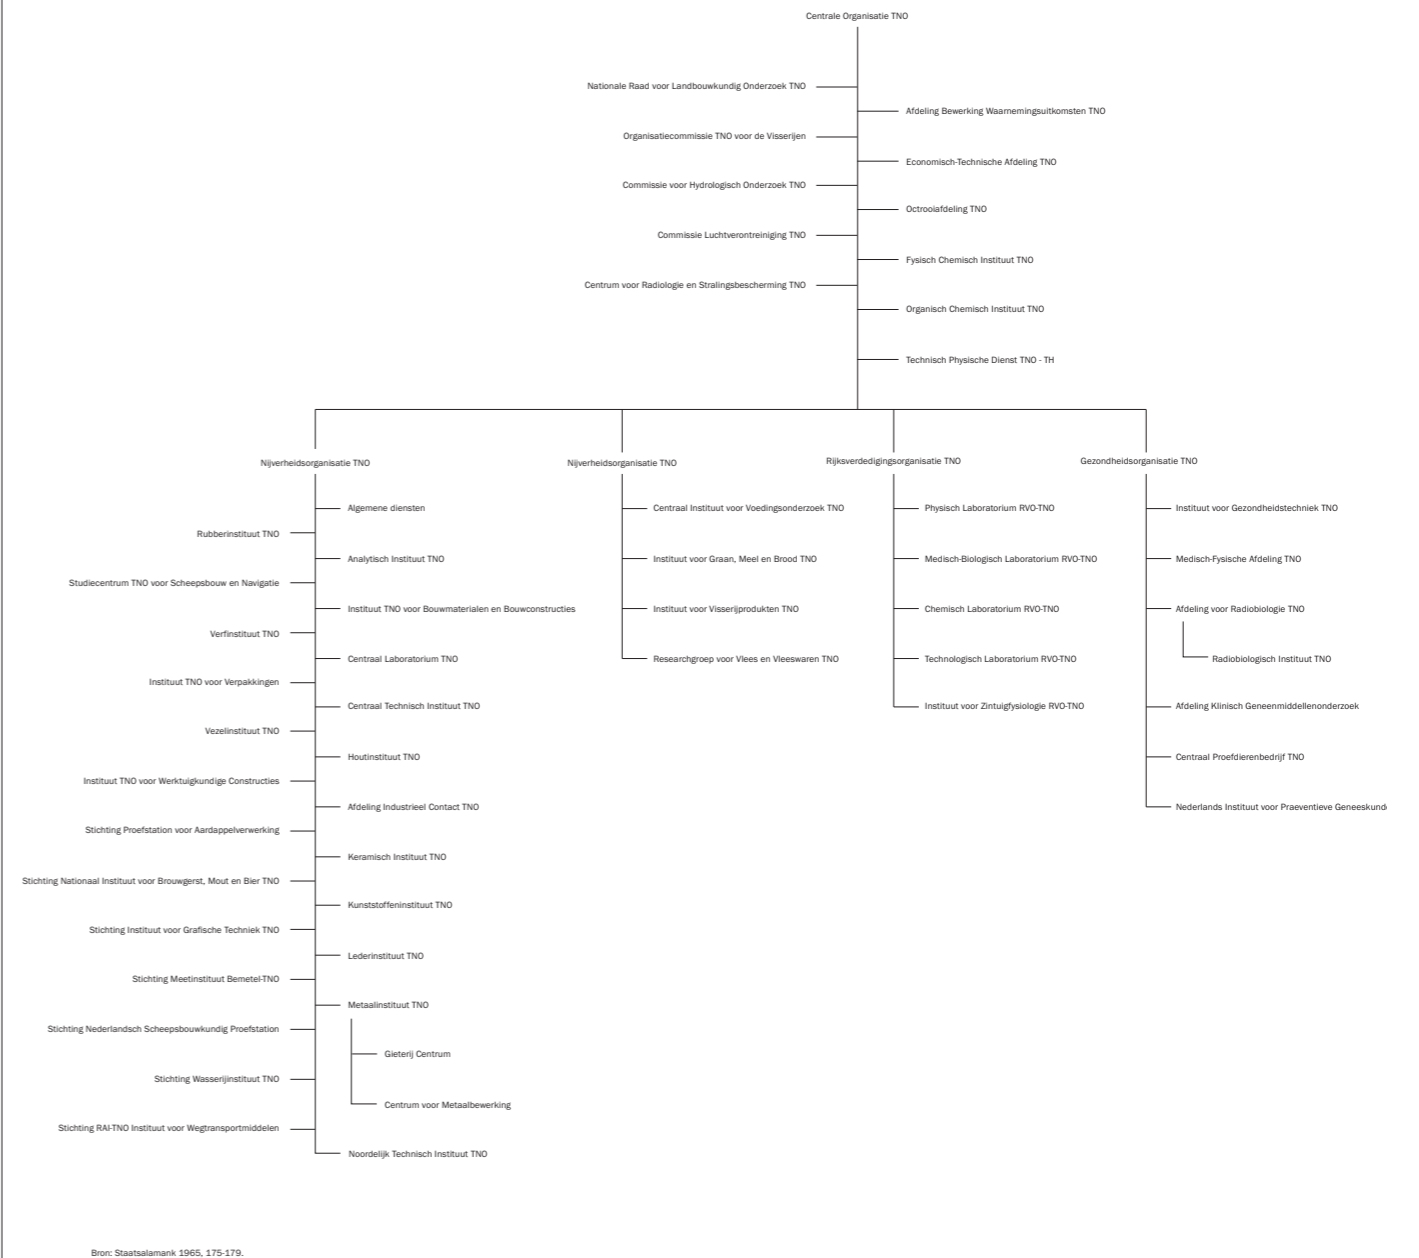 Centrale Organisatie TNO
Nationale Raad voor Landbouwkundig Onderzoek TNO
Afdeling Bewerking Waarnemingsuitkomsten TNO
Organisatiecommissie TNO voor de Visserijen
Economisch-Technische Afdeling TNO
Commissie voor Hydrologisch Onderzoek TNO
Octrooiafdeling TNO
Commissie Luchtverontreiniging TNO
Fysisch Chemisch Instituut TNO
Centrum voor Radiologie en Stralingsbescherming TNO
Organisch Chemisch Instituut TNO
Technisch Physische Dienst TNO - TH
Nijverheidsorganisatie TNO
Algemene diensten
Rubberinstituut TNO
Analytisch Instituut TNO
Studiecentrum TNO voor Scheepsbouw en Navigatie
Instituut TNO voor Bouwmaterialen en Bouwconstructies
Verfinstituut TNO
Centraal Laboratorium TNO
Instituut TNO voor Verpakkingen
Centraal Technisch Instituut TNO
Vezelinstituut TNO
Houtinstituut TNO
Instituut TNO voor Werktuigkundige Constructies
Afdeling Industrieel Contact TNO
Stichting Proefstation voor Aardappelverwerking
Keramisch Instituut TNO
Stichting Nationaal Instituut voor Brouwgerst, Mout en Bier TNO
Kunststoffeninstituut TNO
Stichting Instituut voor Grafische Techniek TNO
Lederinstituut TNO
Stichting Meetinstituut Bemetel-TNO
Metaalinstituut TNO
Stichting Nederlandsch Scheepsbouwkundig Proefstation
Gieterij Centrum
Stichting Wasserijinstituut TNO
Centrum voor Metaalbewerking
Stichting RAI-TNO Instituut voor Wegtransportmiddelen
Noordelijk Technisch Instituut TNO
Nijverheidsorganisatie TNO
Centraal Instituut voor Voedingsonderzoek TNO
Instituut voor Graan, Meel en Brood TNO
Instituut voor Visserijprodukten TNO
Researchgroep voor Vlees en Vleeswaren TNO
Rijksverdedigingsorganisatie TNO
Physisch Laboratorium RVO-TNO
Medisch-Biologisch Laboratorium RVO-TNO
Chemisch Laboratorium RVO-TNO
Technologisch Laboratorium RVO-TNO
Instituut voor Zintuigfysiologie RVO-TNO
Gezondheidsorganisatie TNO
Instituut voor Gezondheidstechniek TNO
Medisch-Fysische Afdeling TNO
Afdeling voor Radiobiologie TNO
Radiobiologisch Instituut TNO
Afdeling Klinisch Geneenmiddellenonderzoek
Centraal Proefdierenbedrijf TNO
Nederlands Instituut voor Praeventieve Geneeskund
Bron: Staatsalamank 1965, 175-179.